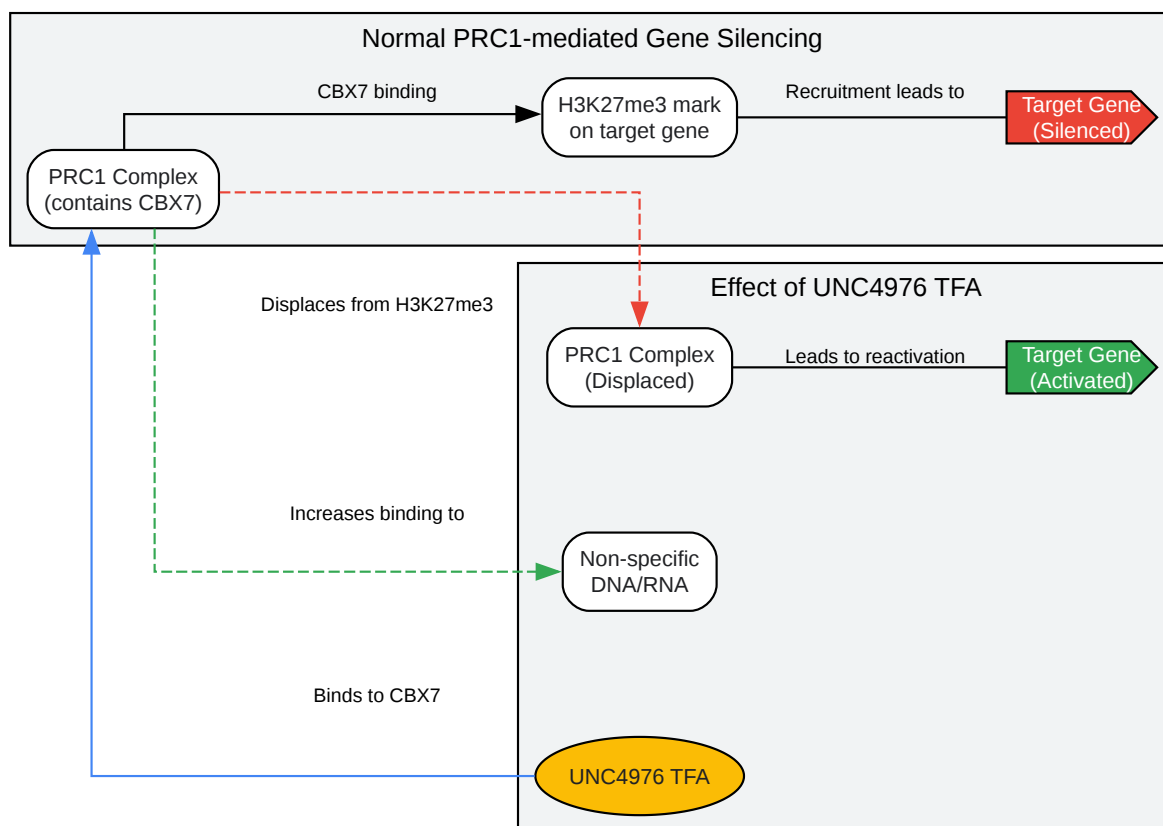 Normal PRC1-mediated Gene Silencing
CBX7 binding
H3K27me3 mark
on target gene
Recruitment leads to
Target Gene
(Silenced)
PRC1 Complex
(contains CBX7)
Effect of UNC4976 TFA
Displaces from H3K27me3
PRC1 Complex
(Displaced)
Leads to reactivation
Target Gene
(Activated)
Increases binding to
Non-specific
DNA/RNA
Binds to CBX7
UNC4976 TFA